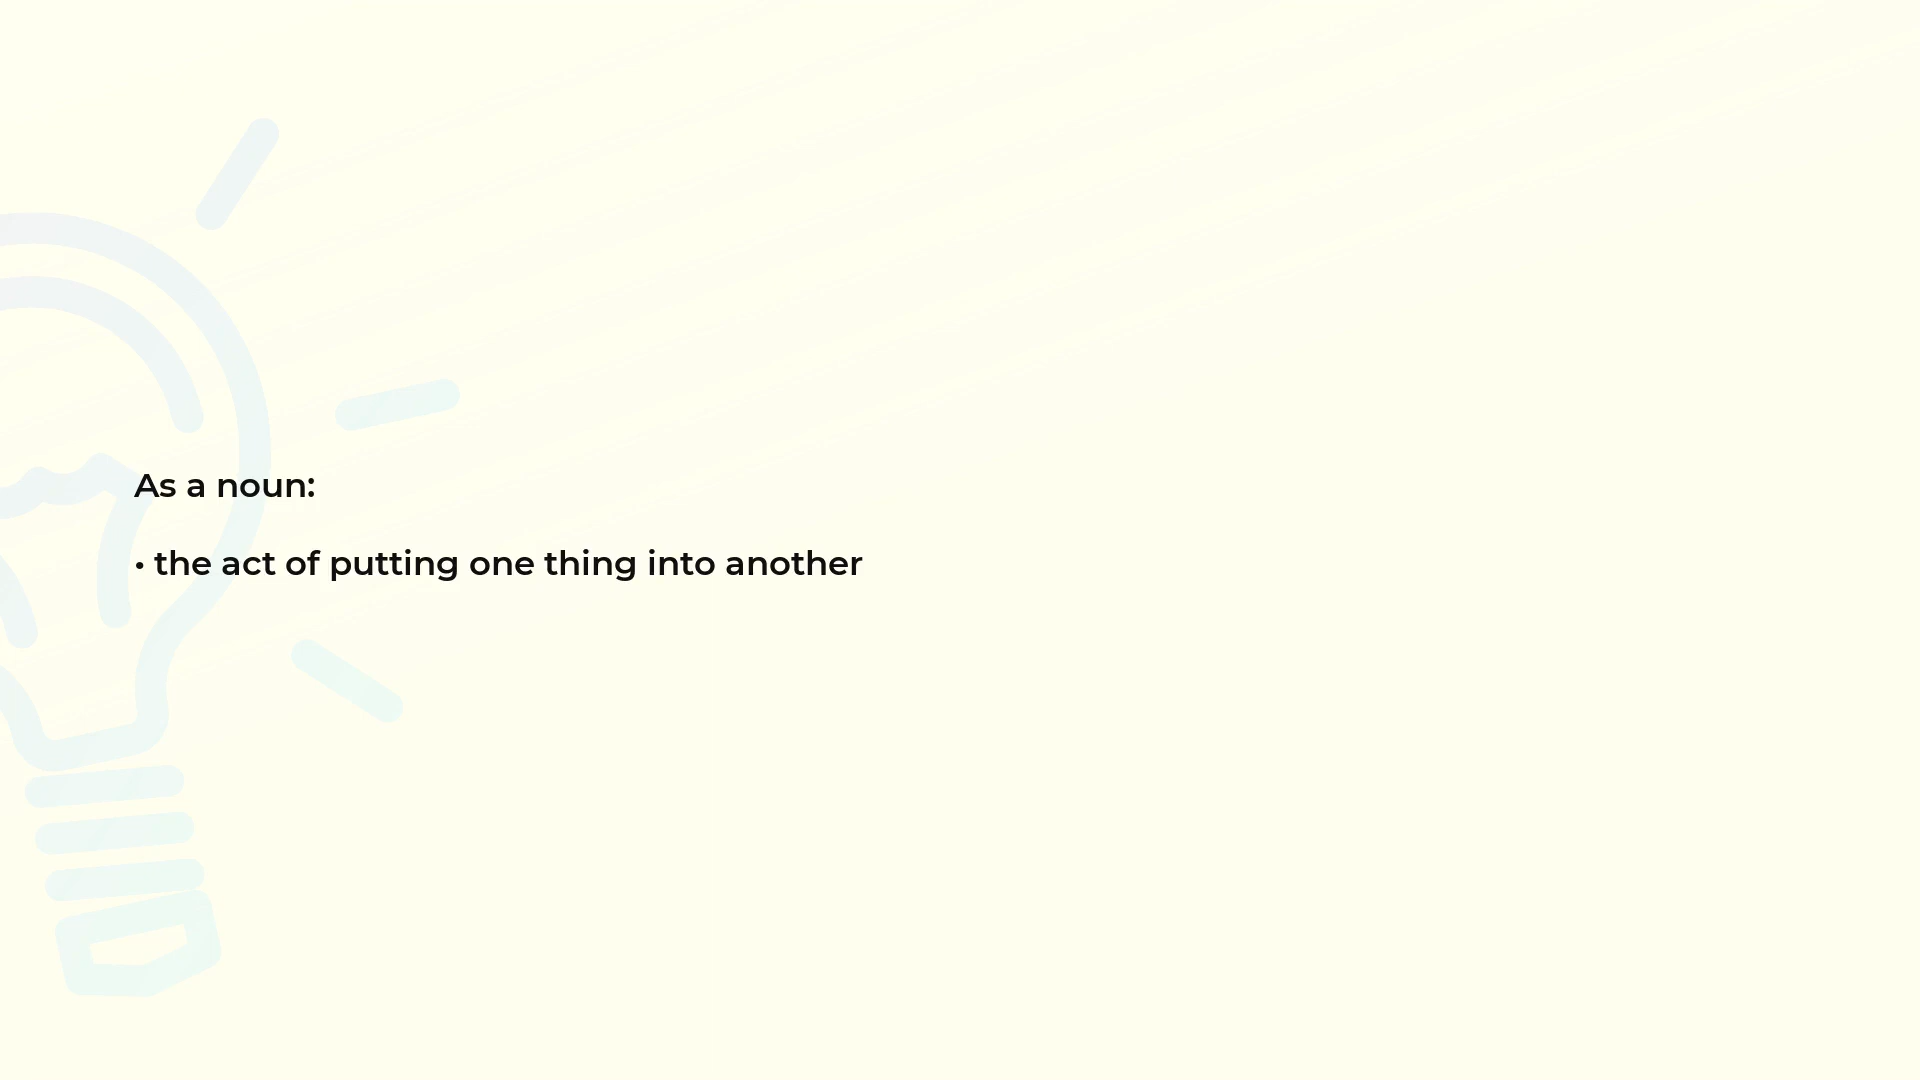 As a noun:
• the act of putting one thing into another